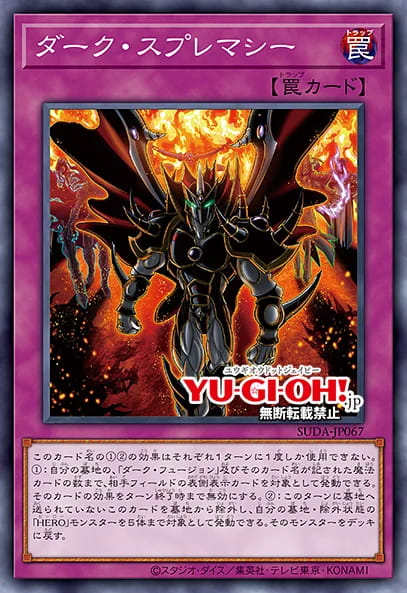 ダーク・スプレマシー
トラップ
罠
トラップ
【罠カード】
ユウギオウドットジェイピー
YU-GI-OH!.jp
無断転載禁止
SUDA-JP067
このカード名の①②の効果はそれぞれ1ターンに1度しか使用できない。
①:自分の墓地の、「ダーク・フュージョン」及びそのカード名が記された魔法
カードの数まで、相手フィールドの表側表示カードを対象として発動できる。
そのカードの効果をターン終了時まで無効にする。②:このターンに墓地へ
送られていないこのカードを墓地から除外し、自分の墓地・除外状態の
「HERO」モンスターを5体まで対象として発動できる。そのモンスターをデッキ
に戻す。
©スタジオ・ダイス／集英社・テレビ東京・KONAMI